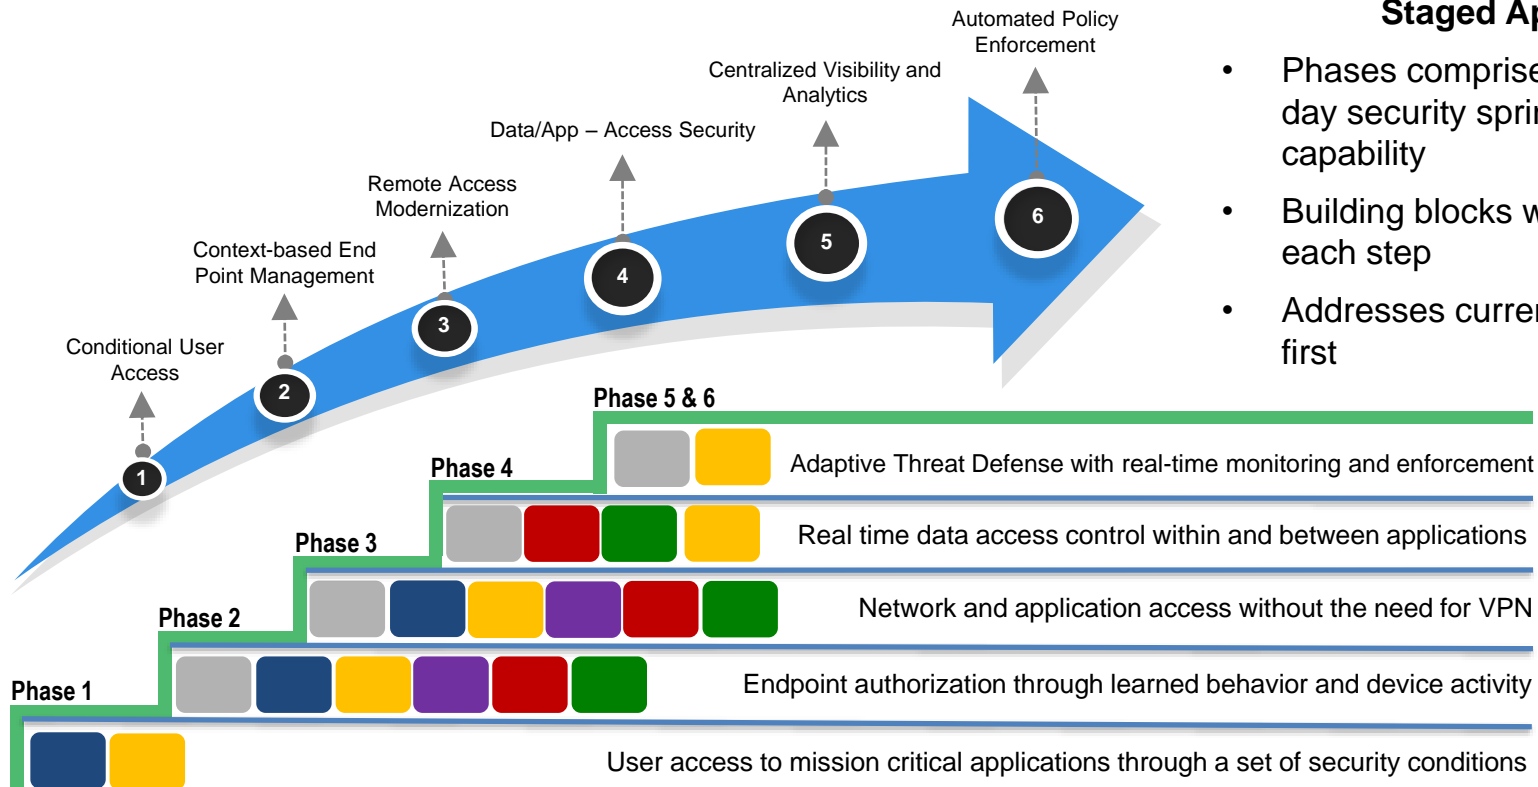 Automated Policy
Enforcement
Centralized Visibility and
Analytics
Data/App – Access Security
Remote Access
Modernization
Context-based End
Point Management
Conditional User
Access
1
2
3
4
5
6
Staged
• Phases comprise
day security
capability
• Building blocks
each step
• Addresses
first
Phase 5 & 6
Adaptive Threat Defense with real-time monitoring and enforcement
Phase 4
Real time data access control within and between applications
Phase 3
Network and application access without the need for VPN
Phase 2
Endpoint authorization through learned behavior and device activity
Phase 1
User access to mission critical applications through a set of security conditions